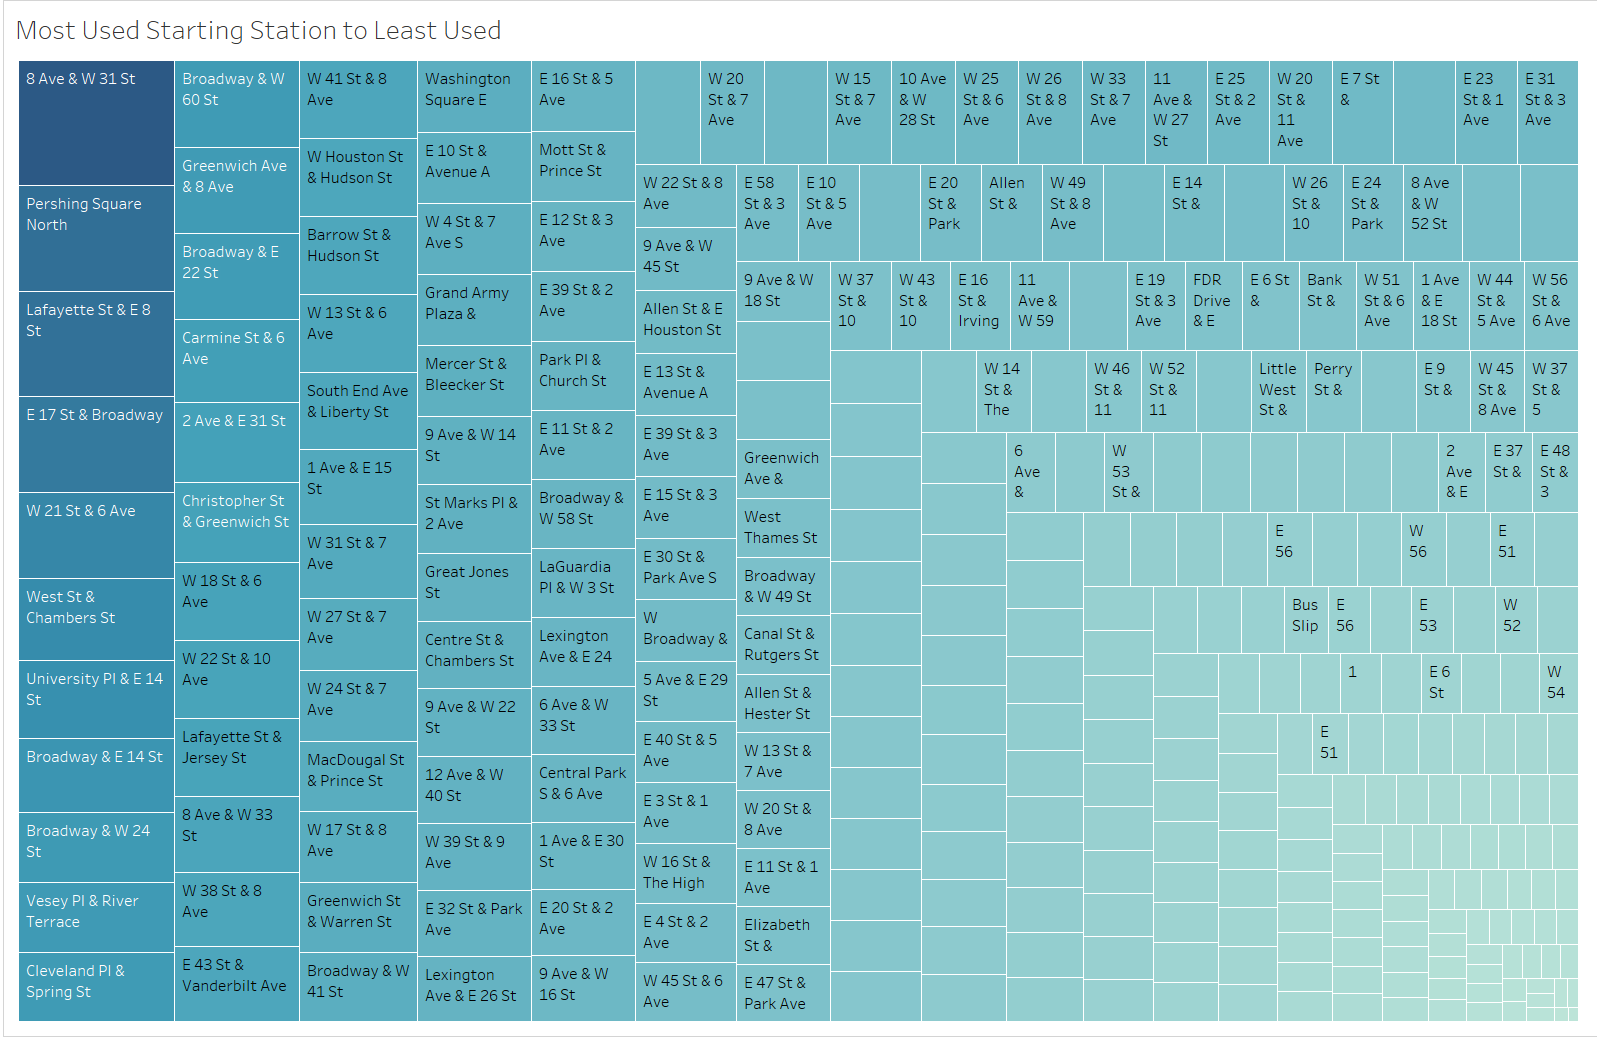 Most Used Starting Station to Least Used
8 Ave & W 31 St
Pershing Square
North
Lafayette St & E 8
St
E 17 St & Broadway
W 21 St & 6 Ave
West St &
Chambers St
University Pl & E 14
St
Broadway & E 14 St
Broadway & W 24
St
Vesey Pl & River
Terrace
Cleveland Pl &
Spring St
Broadway & W
60 St
Greenwich Ave
& 8 Ave
Broadway & E
22 St
Carmine St & 6
Ave
2 Ave & E 31 St
Christopher St
& Greenwich St
W 18 St & 6
Ave
W 22 St & 10
Ave
Lafayette St &
Jersey St
8 Ave & W 33
St
W 38 St & 8
Ave
E 43 St &
Vanderbilt Ave
W 41 St & 8
Ave
W Houston St
& Hudson St
Barrow St &
Hudson St
W 13 St & 6
Ave
South End Ave
& Liberty St
1 Ave & E 15
St
W 31 St & 7
Ave
W 27 St & 7
Ave
W 24 St & 7
Ave
MacDougal St
& Prince St
W 17 St & 8
Ave
Greenwich St
& Warren St
Broadway & W
41 St
Washington
Square E
E 10 St &
Avenue A
W 4 St & 7
Ave S
Grand Army
Plaza &
Mercer St &
Bleecker St
9 Ave & W 14
St
St Marks Pl &
2 Ave
Great Jones
St
Centre St &
Chambers St
9 Ave & W 22
St
12 Ave & W
40 St
W 39 St & 9
Ave
E 32 St & Park
Ave
Lexington
Ave & E 26 St
E 16 St & 5
Ave
Mott St &
Prince St
E 12 St & 3
Ave
E 39 St & 2
Ave
Park Pl &
Church St
E 11 St & 2
Ave
Broadway &
W 58 St
LaGuardia
Pl & W 3 St
Lexington
Ave & E 24
6 Ave & W
33 St
Central Park
S & 6 Ave
1 Ave & E 30
St
E 20 St & 2
Ave
9 Ave & W
16 St
W 20
St & 7
Ave
W 15
St & 7
Ave
10 Ave
& W
28 St
W 25
St & 6
Ave
W 26
St & 8
Ave
W 33
St & 7
Ave
11
Ave &
W 27
St
E 25
St & 2
Ave
W 20
St &
11
Ave
E 7 St
&
E 23
St & 1
Ave
E 31
St & 3
Ave
W 22 St & 8
Ave
9 Ave & W
45 St
Allen St & E
Houston St
E 13 St &
Avenue A
E 39 St & 3
Ave
E 15 St & 3
Ave
E 30 St &
Park Ave S
W
Broadway &
5 Ave & E 29
St
E 40 St & 5
Ave
E 3 St & 1
Ave
W 16 St &
The High
E 4 St & 2
Ave
W 45 St & 6
Ave
E 58
St & 3
Ave
E 10
St & 5
Ave
E 20
St &
Park
Allen
St &
W 49
St & 8
Ave
E 14
St &
W 26
St &
10
E 24
St &
Park
8 Ave
& W
52 St
9 Ave & W
18 St
Greenwich
Ave &
West
Thames St
Broadway
& W 49 St
Canal St &
Rutgers St
Allen St &
Hester St
W 13 St &
7 Ave
W 20 St &
8 Ave
E 11 St & 1
Ave
Elizabeth
St &
E 47 St &
Park Ave
W 37
St &
10
W 43
St &
10
E 16
St &
Irving
11
Ave &
W 59
E 19
St & 3
Ave
FDR
Drive
& E
E 6 St
&
Bank
St &
W 51
St & 6
Ave
1 Ave
& E
18 St
W 44
St &
5 Ave
W 56
St &
6 Ave
W 14
St &
The
W 46
St &
11
W 52
St &
11
Little
West
St &
Perry
St &
E 9
St &
W 45
St &
8 Ave
W 37
St &
5
6
Ave
&
W
53
St &
2
Ave
& E
E 37
St &
E 48
St &
3
E
56
W
56
E
51
Bus
Slip
E
56
E
53
W
52
1
E 6
St
W
54
E
51